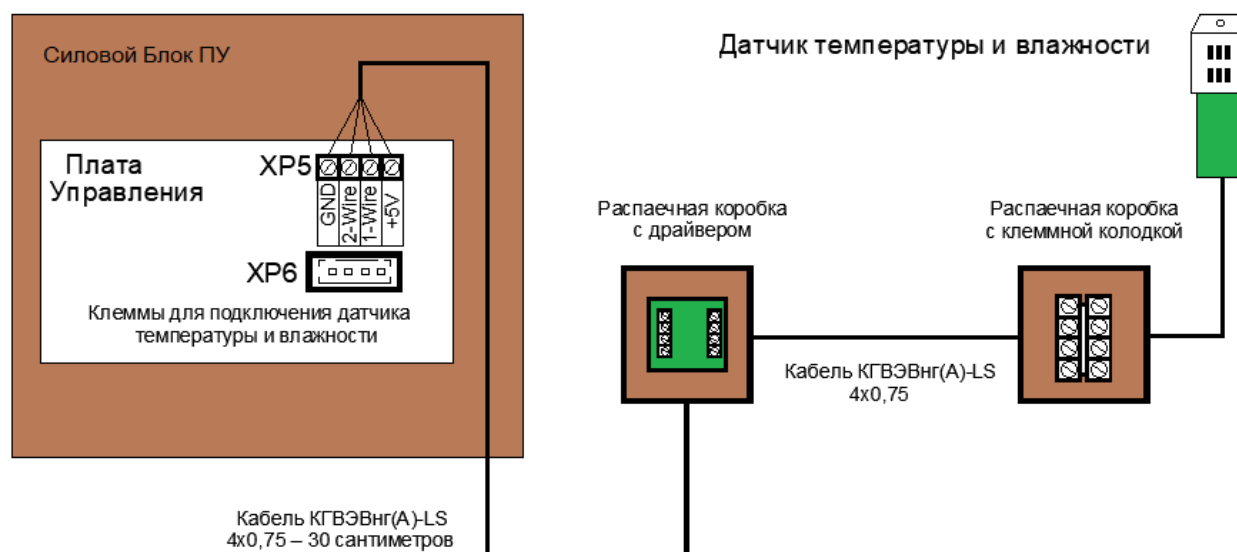 Силовой Блок ПУ
Плата
Управления
XP5
GND
2-Wire
1-Wire
+5V
XP6
Клеммы для подключения датчика
температуры и влажности
Кабель КГВЭВнг(А)-LS
4x0,75 – 30 сантиметров
Датчик температуры и влажности
Распаечная коробка
с драйвером
Распаечная коробка
с клеммной колодкой
Кабель КГВЭВнг(А)-LS
4x0,75